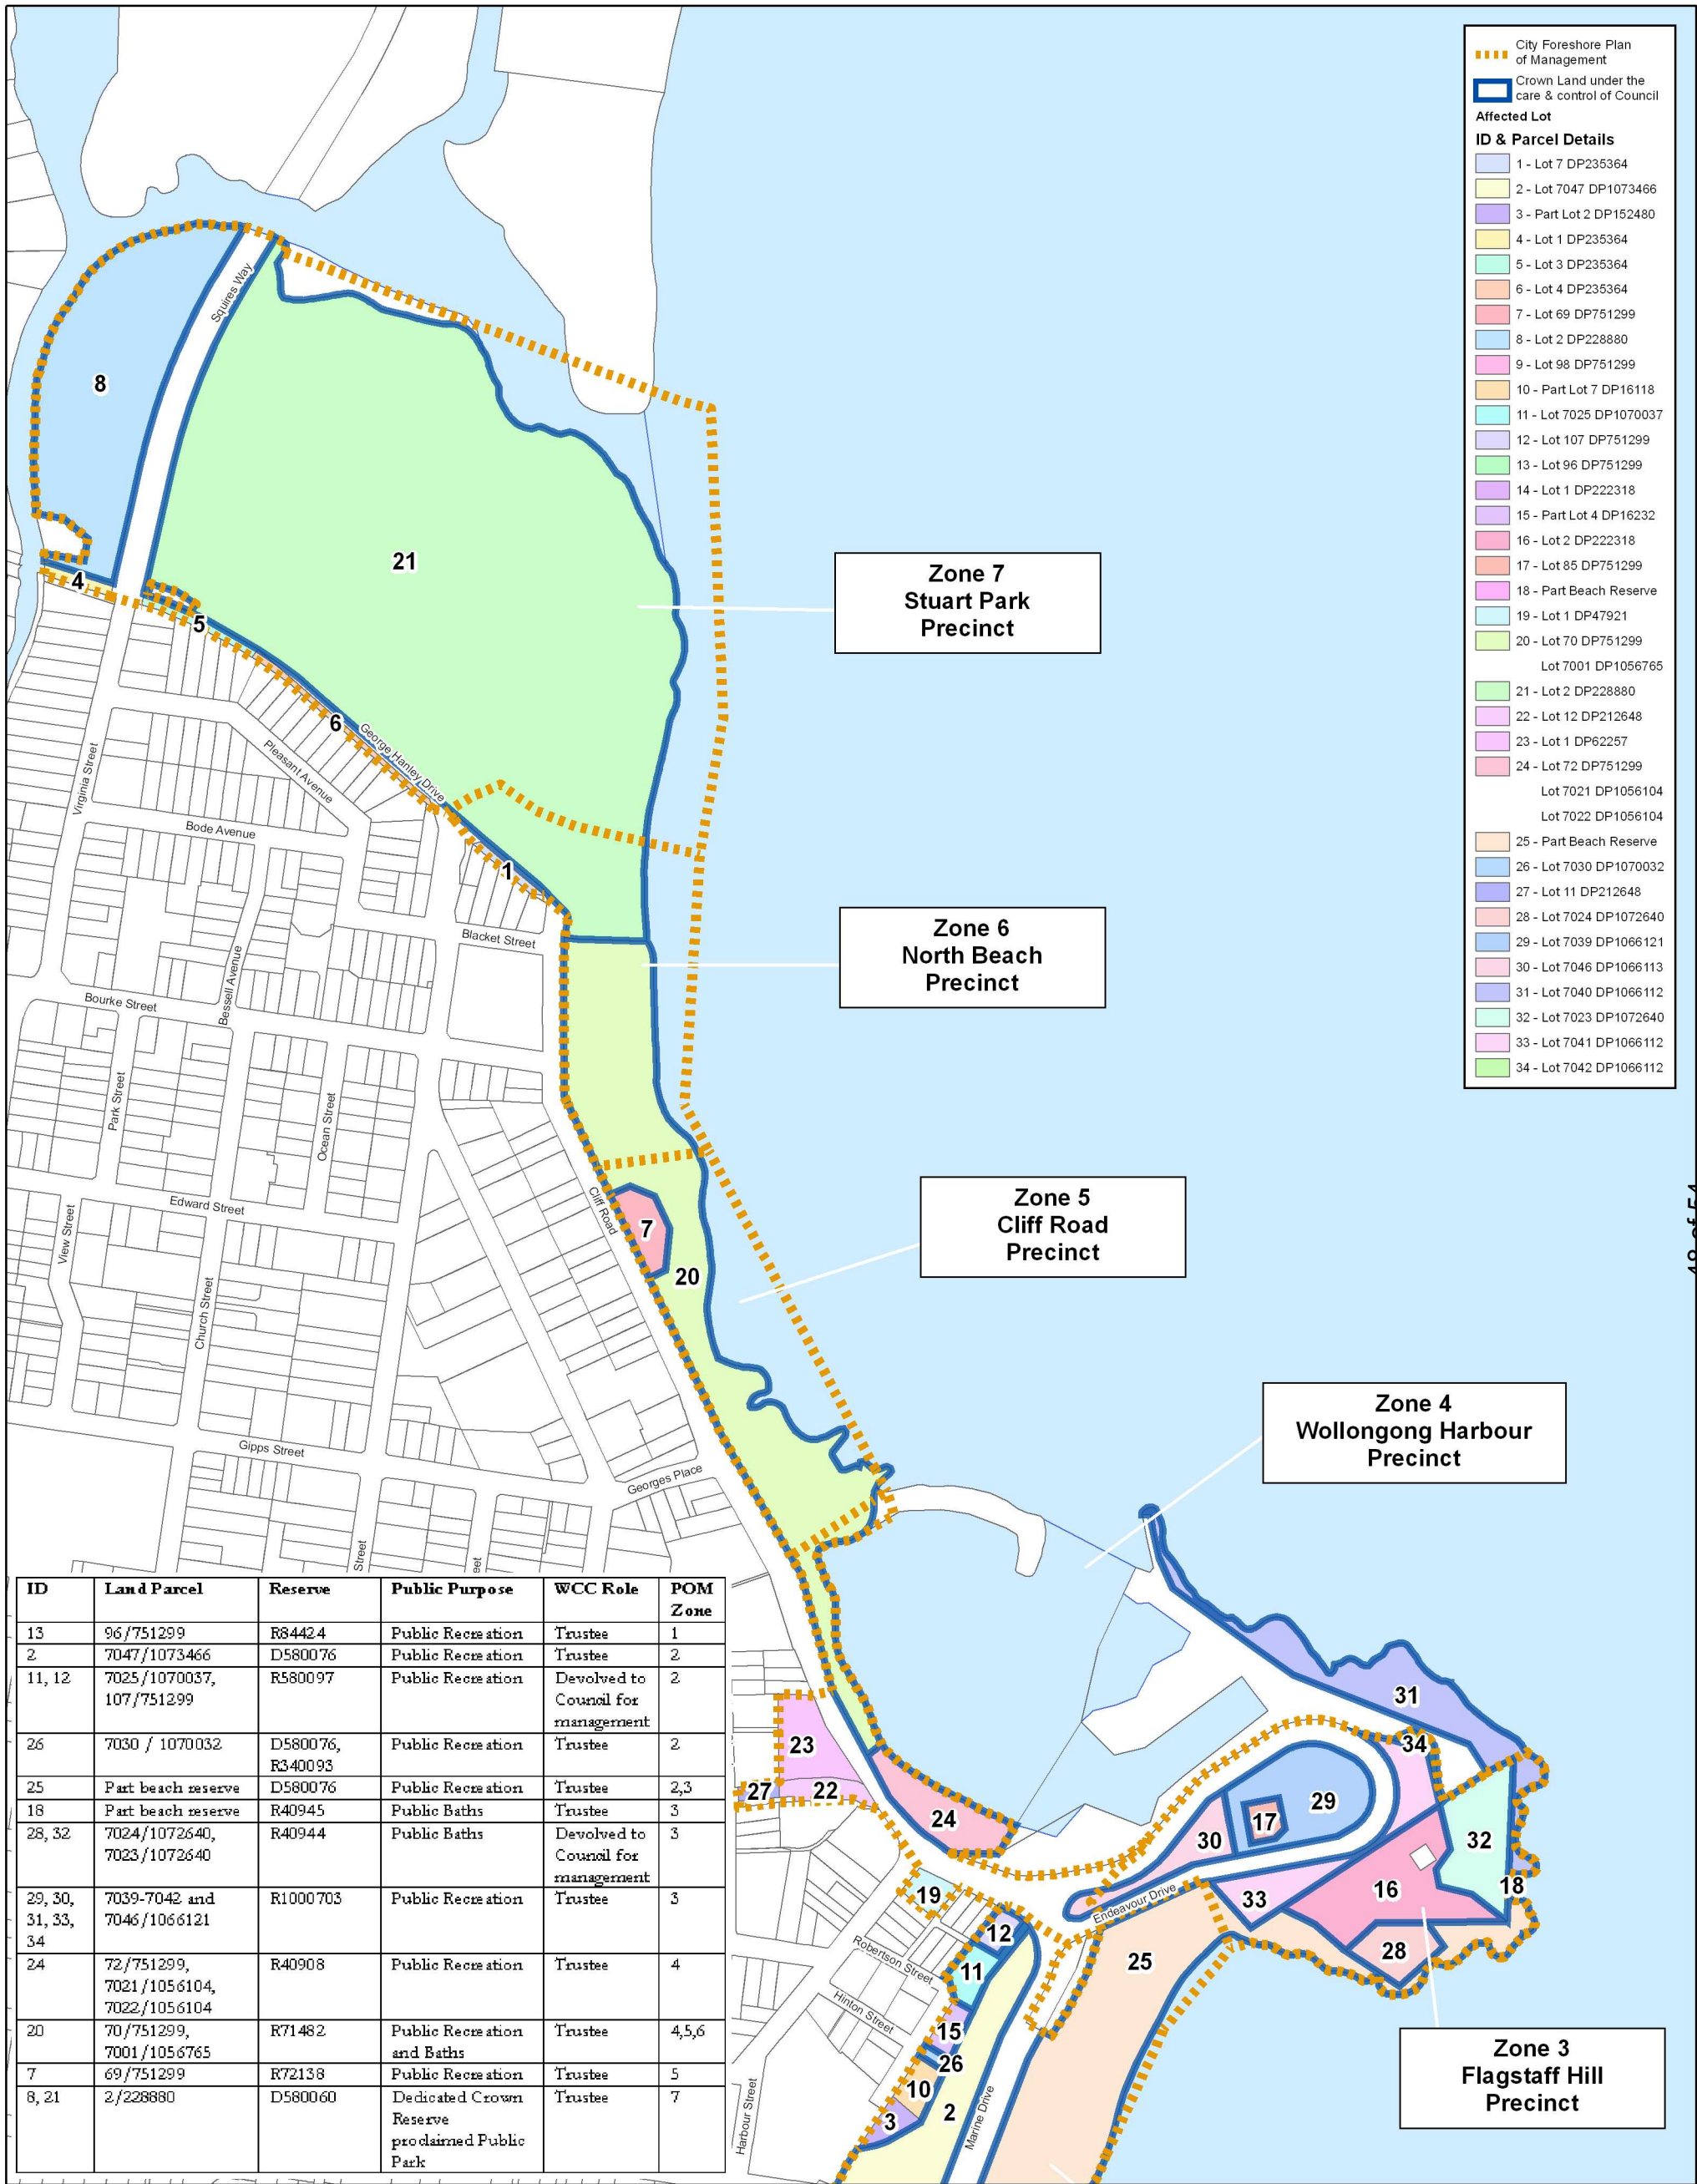 City Foreshore Plan
of Management
Crown Land under the
care & control of Council
Affected Lot
ID & Parcel Details
1 - Lot 7 DP235364
2 - Lot 7047 DP1073466
3 - Part Lot 2 DP152480
4 - Lot 1 DP235364
5 - Lot 3 DP235364
6 - Lot 4 DP235364
7 - Lot 69 DP751299
8 - Lot 2 DP228880
9 - Lot 98 DP751299
10 - Part Lot 7 DP16118
11 - Lot 7025 DP1070037
12 - Lot 107 DP751299
13 - Lot 96 DP751299
14 - Lot 1 DP222318
15 - Part Lot 4 DP16232
16 - Lot 2 DP222318
17 - Lot 85 DP751299
18 - Part Beach Reserve
19 - Lot 1 DP47921
20 - Lot 70 DP751299
Lot 7001 DP1056765
21 - Lot 2 DP228880
22 - Lot 12 DP212648
23 - Lot 1 DP62257
24 - Lot 72 DP751299
Lot 7021 DP1056104
Lot 7022 DP1056104
25 - Part Beach Reserve
26 - Lot 7030 DP1070032
27 - Lot 11 DP212648
28 - Lot 7024 DP1072640
29 - Lot 7039 DP1066121
30 - Lot 7046 DP1066113
31 - Lot 7040 DP1066112
32 - Lot 7023 DP1072640
33 - Lot 7041 DP1066112
34 - Lot 7042 DP1066112
Squires Way
8
21
4
5
6
1
George Hanley Drive
Pleasant Avenue
Virginia Street
Bode Avenue
Blacket Street
Bessell Avenue
Bourke Street
Park Street
Ocean Street
Edward Street
View Street
Church Street
Cliff Road
7
20
Gipps Street
Georges Place
Street
eet
Zone 7
Stuart Park
Precinct
Zone 6
North Beach
Precinct
Zone 5
Cliff Road
Precinct
Zone 4
Wollongong Harbour
Precinct
Zone 3
Flagstaff Hill
Precinct
31
34
23
27
22
24
29
17
30
32
18
16
33
28
19
12
11
15
26
10
3
2
25
Endeavour Drive
Robertson Street
Hinton Street
Harbour Street
Marine Drive
ID Land Parcel Reserve Public Purpose WCC Role POM
Zone
13 96/751299 R84424 Public Recreation Trustee 1
2 7047/1073466 D580076 Public Recreation Trustee 2
11, 12 7025/1070037, R580097 Public Recreation Devolved to 2
107/751299 Council for
management
26 7030 / 1070032 D580076, Public Recreation Trustee 2
R340093
25 Part beach reserve D580076 Public Recreation Trustee 2,3
18 Part beach reserve R40945 Public Baths Trustee 3
28, 32 7024/1072640, R40944 Public Baths Devolved to 3
7023/1072640 Council for
management
29, 30, 7039-7042 and R1000703 Public Recreation Trustee 3
31, 33, 7046/1066121
34
24 72/751299, R40908 Public Recreation Trustee 4
7021/1056104,
7022/1056104
20 70/751299, R71482 Public Recreation Trustee 4,5,6
7001/1056765 and Baths
7 69/751299 R72138 Public Recreation Trustee 5
8, 21 2/228880 D580060 Dedicated Crown Trustee 7
Reserve
proclaimed Public
Park